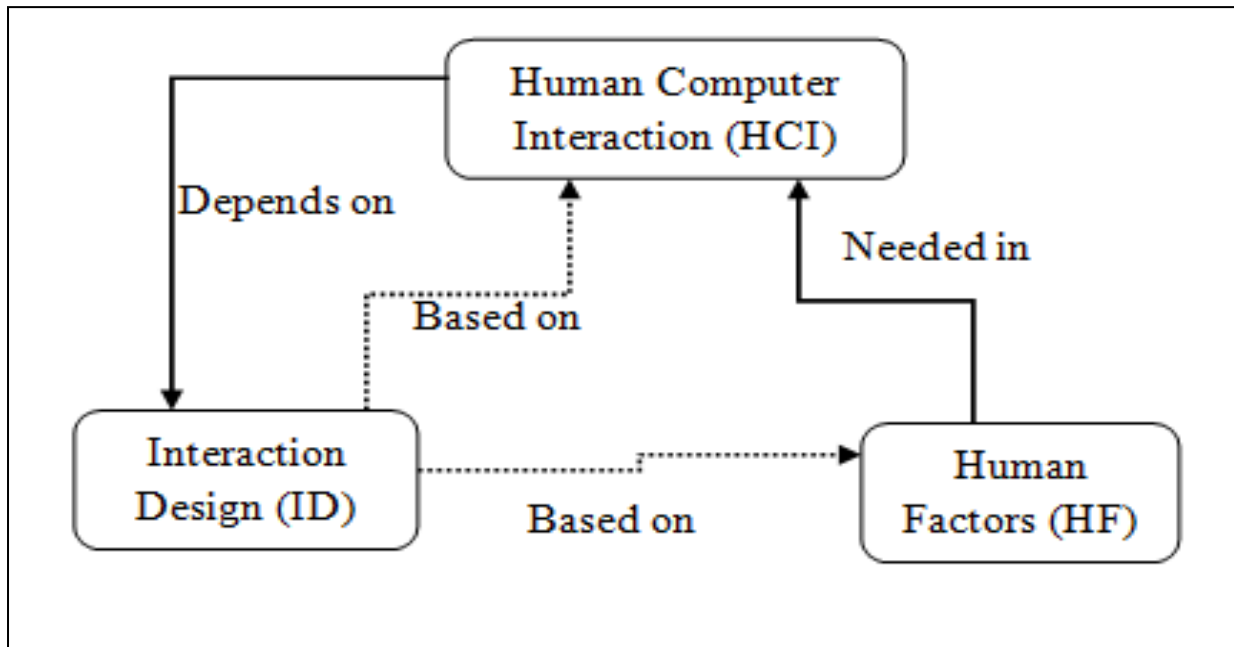 Human Computer
Interaction (HCI)
Depends on
Needed in
Based on
Interaction
Design (ID)
Based on
Human
Factors (HF)